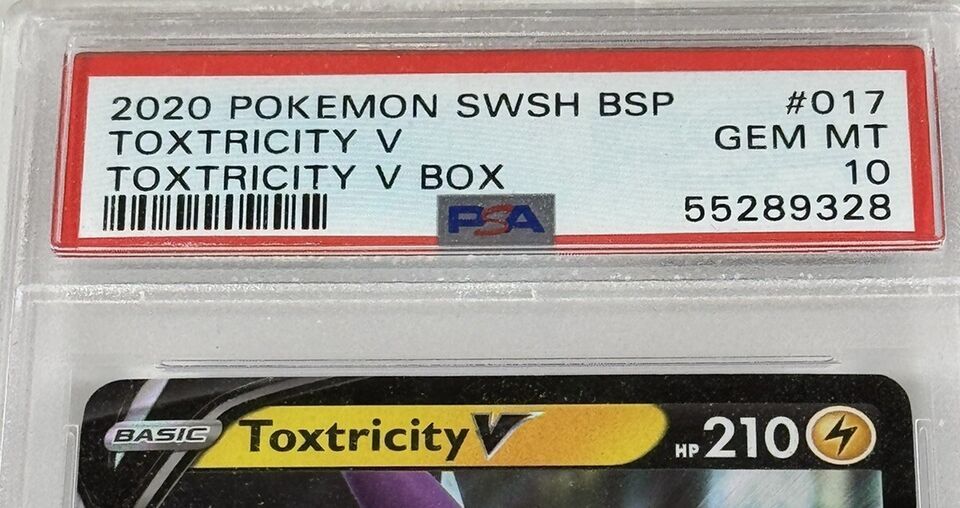 2020 POKEMON SWSH BSP #017
TOXTRICITY V GEM MT
TOXTRICITY V BOX 10
PSA 55289328
BASIC Toxtricity V HP 210